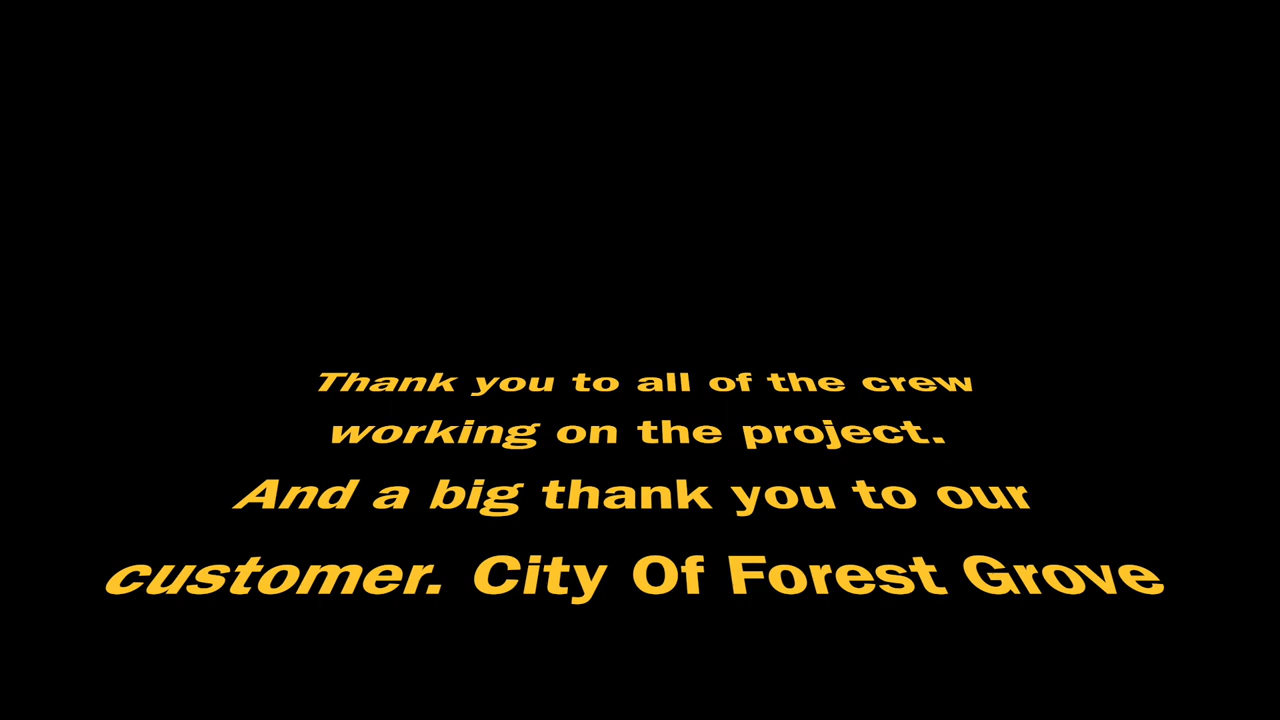 Thank you to all of the crew
working on the project.
And a big thank you to our
customer. City Of Forest Grove